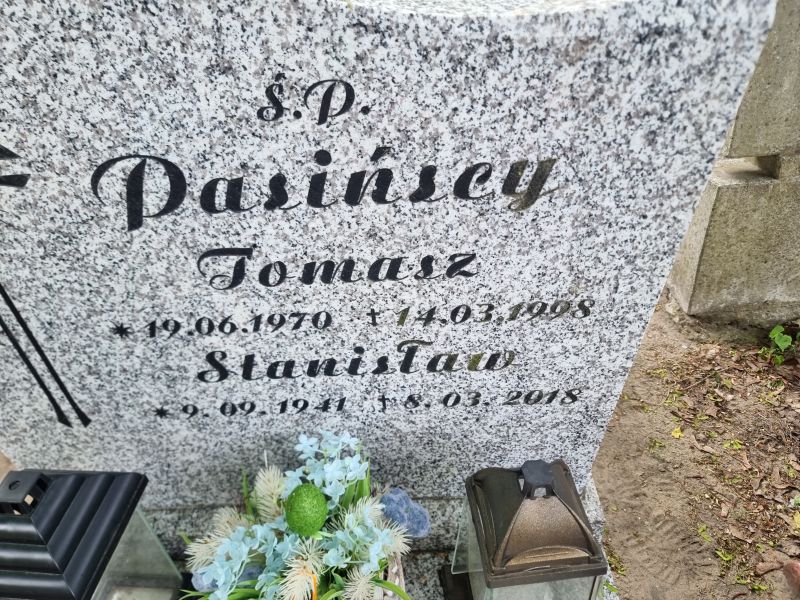 Ś.P.
Pasińscy
Tomasz
* 19.06.1970 † 14.03.1998
Stanisław
* 9.09.1941 † 8.03.2018